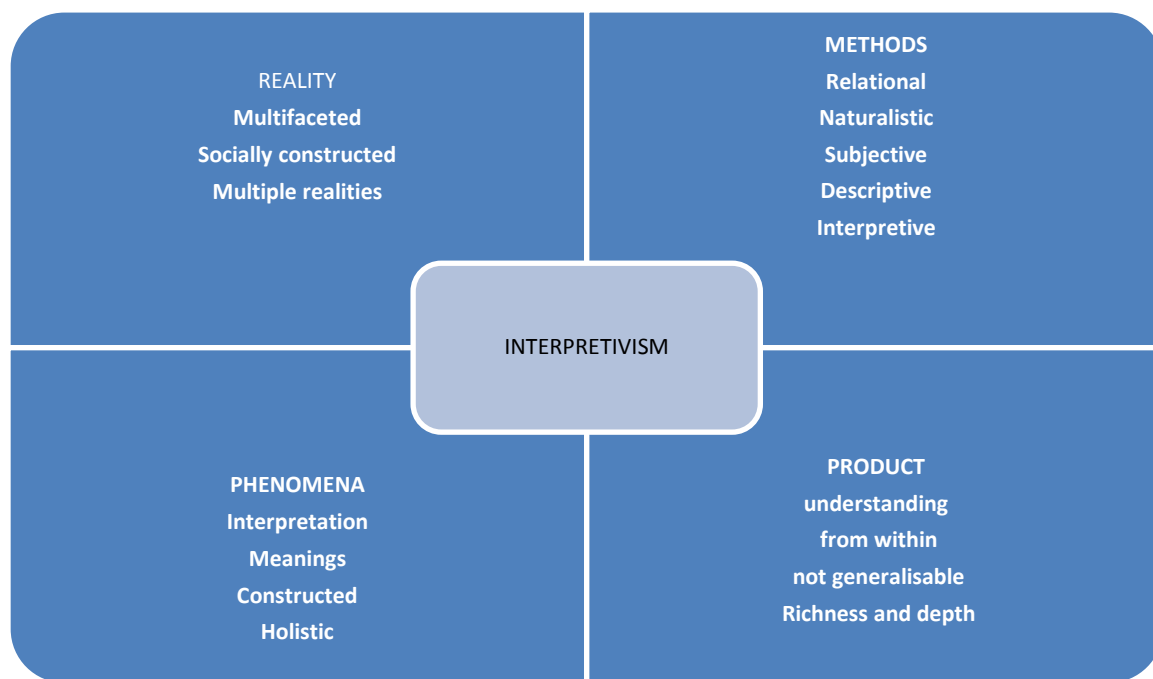 REALITY
Multifaceted
Socially constructed
Multiple realities
METHODS
Relational
Naturalistic
Subjective
Descriptive
Interpretive
INTERPRETIVISM
PHENOMENA
Interpretation
Meanings
Constructed
Holistic
PRODUCT
understanding
from within
not generalisable
Richness and depth